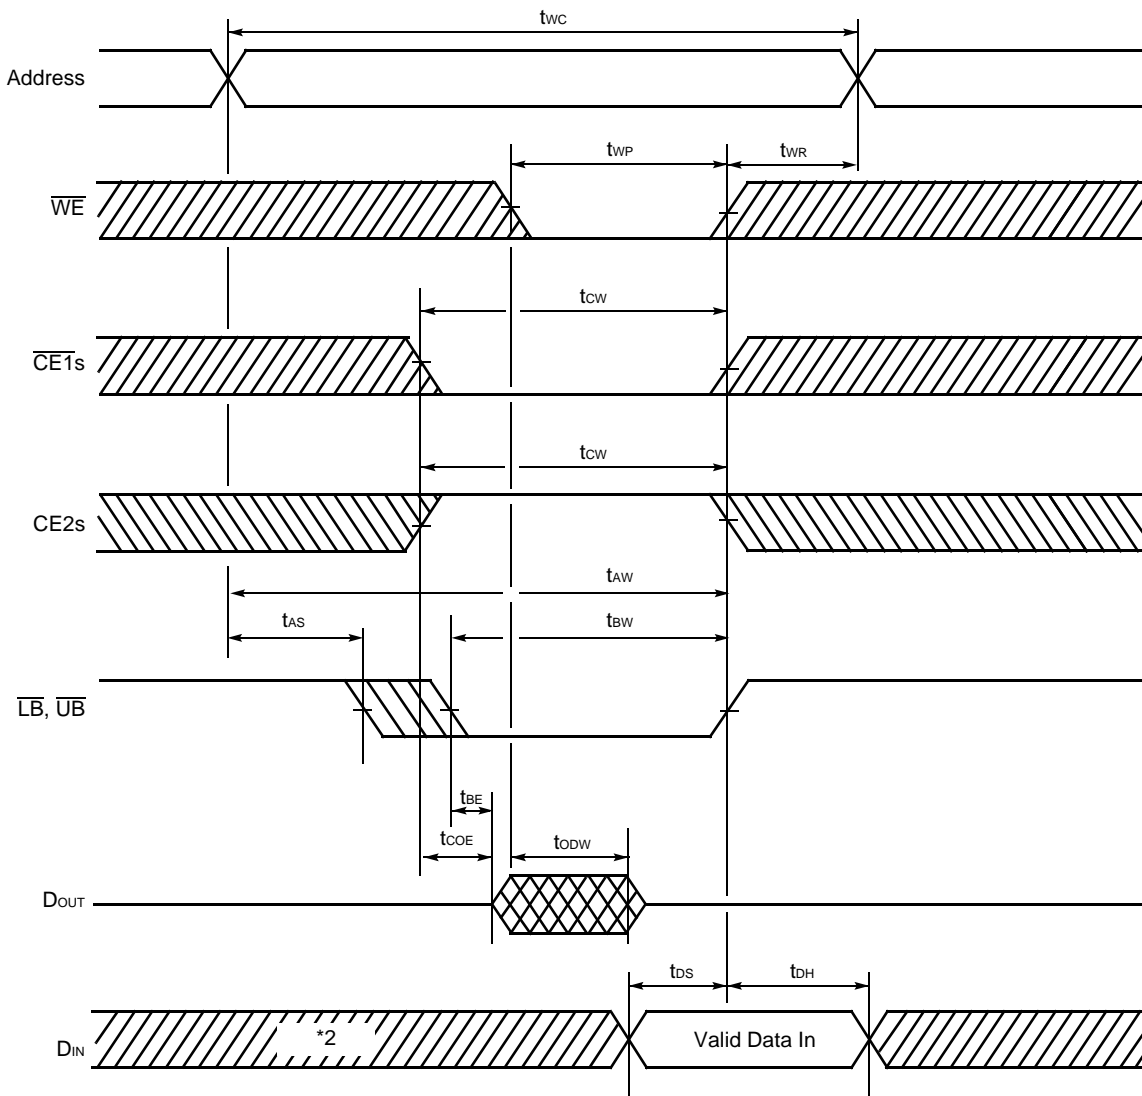 tWC
Address
tWP
tWR
WE
tCW
CE1s
tCW
CE2s
tAW
tAS
tBW
LB, UB
tBE
tCOE
tODW
DOUT
tDS
tDH
*2
Valid Data In
DIN